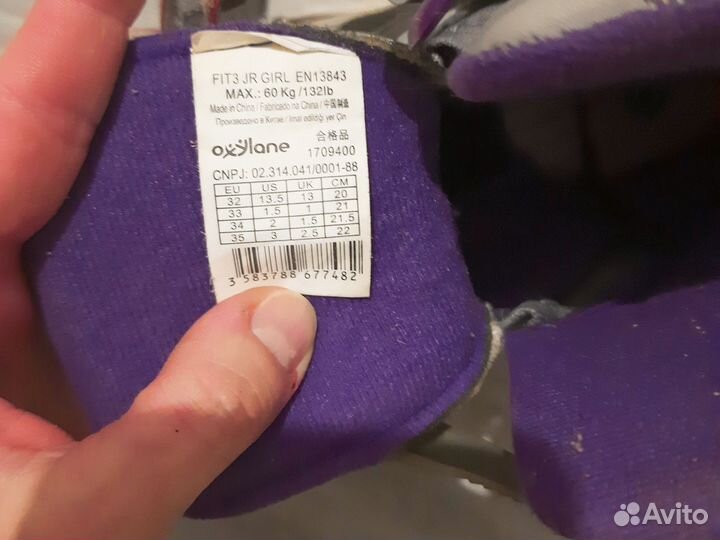 FIT3 JR GIRL EN13843
MAX.: 60 Kg /132lb
Made in China / Fabricado na China / 中国制造
Произведено в Китае / İmal edildiği yer Çin
合格品
oxylane 1709400
CNPJ: 02.314.041/0001-88
EU US UK CM
32 13.5 13 20
33 1.5 1 21
34 2 1.5 21.5
35 3 2.5 22
3 583788 677482
Avito